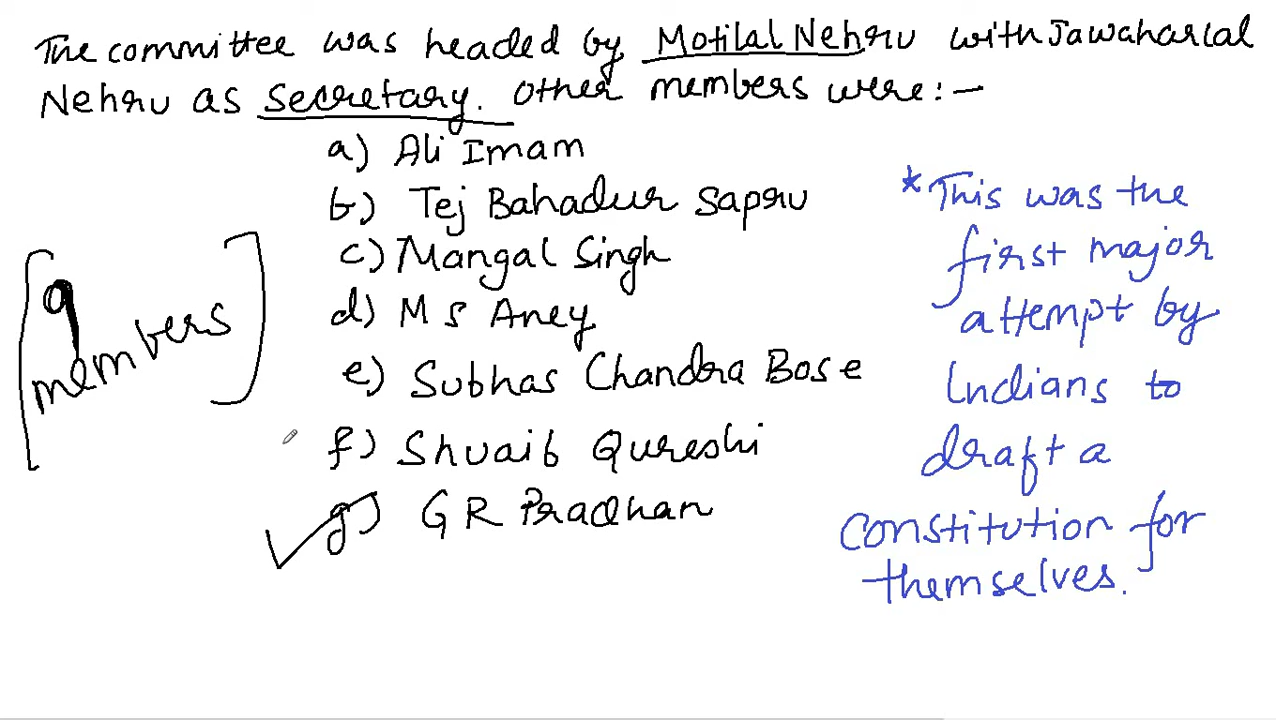 The committee was headed by Motilal Nehru with Jawaharlal
Nehru as Secretary. Other members were:-
a) Ali Imam
b) Tej Bahadur Sapru
c) Mangal Singh
d) M S Aney
e) Subhas Chandra Bose
f) Shuaib Qureshi
g) G R Pradhan
[9
members]
*This was the
first major
attempt by
Indians to
draft a
constitution for
themselves.